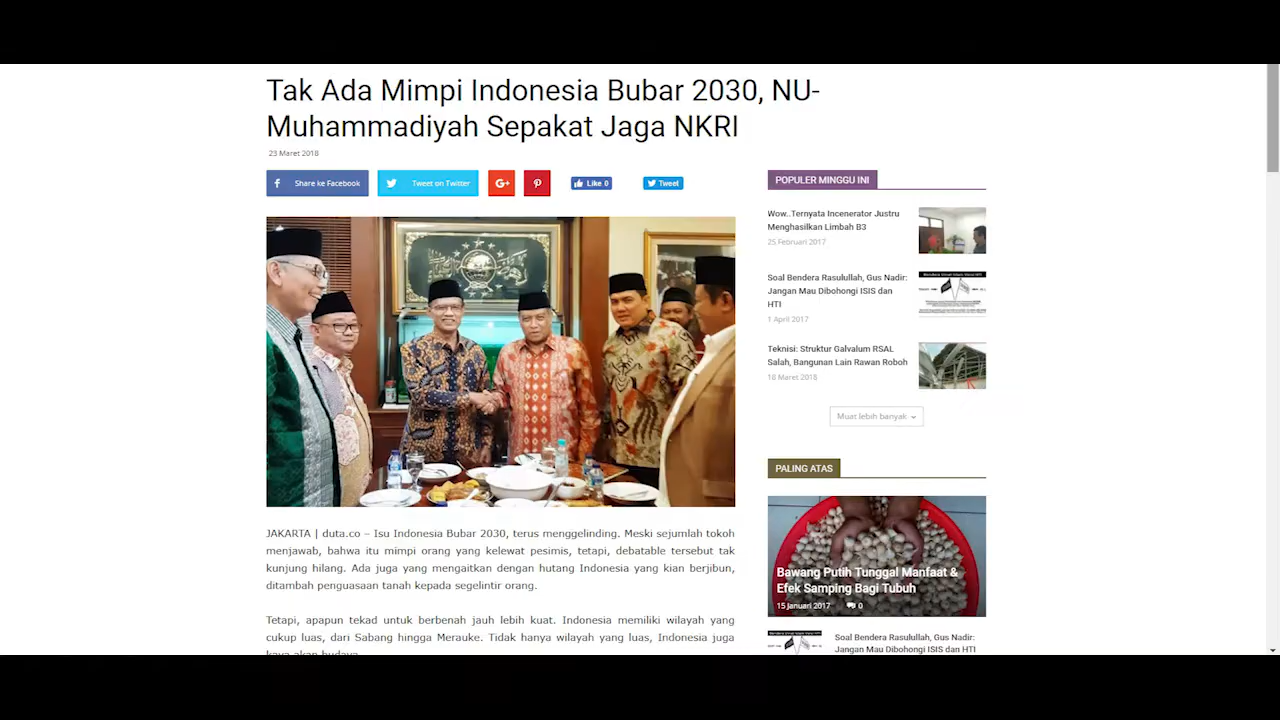 Tak Ada Mimpi Indonesia Bubar 2030, NU-
Muhammadiyah Sepakat Jaga NKRI
23 Maret 2018
Share ke Facebook
Tweet on Twitter
G+
Like 0
Tweet
JAKARTA | duta.co – Isu Indonesia Bubar 2030, terus menggelinding. Meski sejumlah tokoh
menjawab, bahwa itu mimpi orang yang kelewat pesimis, tetapi, debatable tersebut tak
kunjung hilang. Ada juga yang mengaitkan dengan hutang Indonesia yang kian berjibun,
ditambah penguasaan tanah kepada segelintir orang.
Tetapi, apapun tekad untuk berbenah jauh lebih kuat. Indonesia memiliki wilayah yang
cukup luas, dari Sabang hingga Merauke. Tidak hanya wilayah yang luas, Indonesia juga
kaya akan budaya.
POPULER MINGGU INI
Wow..Ternyata Incenerator Justru
Menghasilkan Limbah B3
25 Februari 2017
Soal Bendera Rasulullah, Gus Nadir:
Jangan Mau Dibohongi ISIS dan
HTI
1 April 2017
Teknisi: Struktur Galvalum RSAL
Salah, Bangunan Lain Rawan Roboh
18 Maret 2018
Muat lebih banyak
PALING ATAS
Bawang Putih Tunggal Manfaat &
Efek Samping Bagi Tubuh
15 Januari 2017 0
Soal Bendera Rasulullah, Gus Nadir:
Jangan Mau Dibohongi ISIS dan HTI